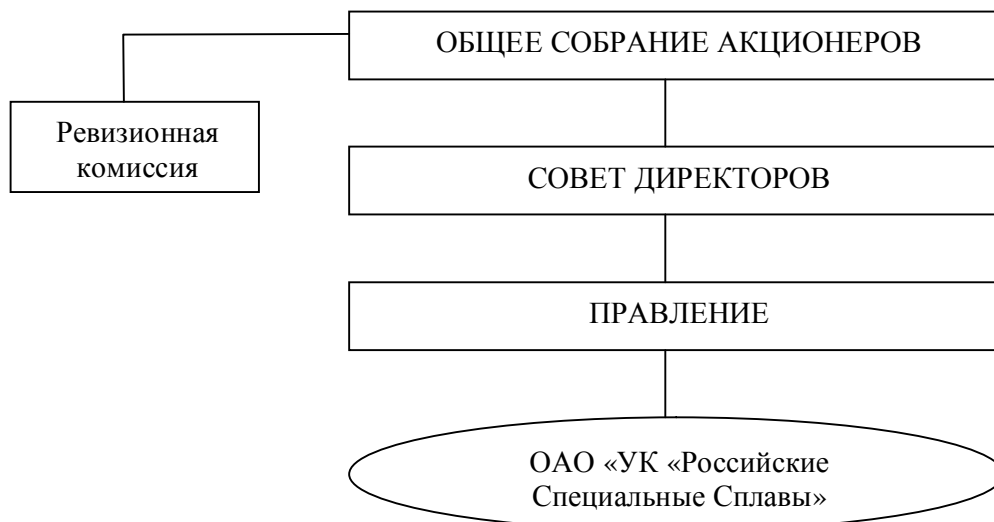 ОБЩЕЕ СОБРАНИЕ АКЦИОНЕРОВ
Ревизионная
комиссия
СОВЕТ ДИРЕКТОРОВ
ПРАВЛЕНИЕ
ОАО «УК «Российские
Специальные Сплавы»